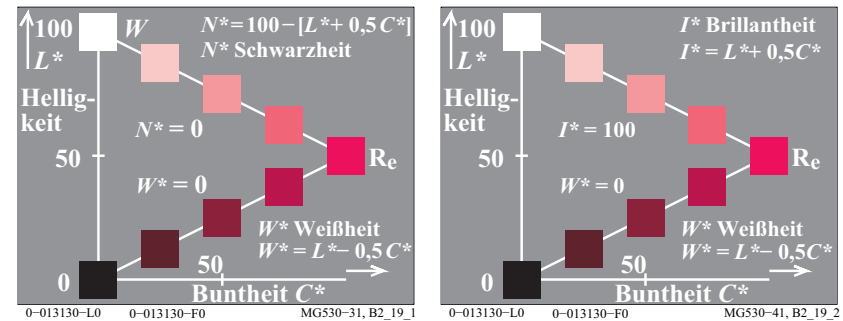 100
W
N* = 100 – [L* + 0,5 C*]
N* Schwarzheit
L*
Hellig-
keit
N* = 0
50
Re
W* = 0
W* Weißheit
W* = L* – 0,5 C*
50
0
Buntheit C*
0–013130–L0 0–013130–F0 MG530–31, B2_19_1
100
W
I* Brillantheit
I* = L* + 0,5 C*
L*
Hellig-
keit
I* = 100
50
Re
W* = 0
W* Weißheit
W* = L* – 0,5 C*
50
0
Buntheit C*
0–013130–L0 0–013130–F0 MG530–41, B2_19_2